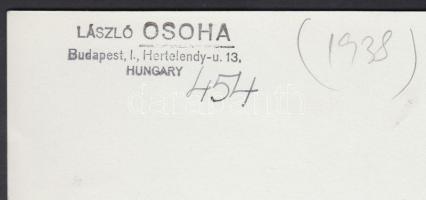 LÁSZLÓ OSOHA
Budapest, I., Hertelendy-u. 13.
HUNGARY
454
(1938)